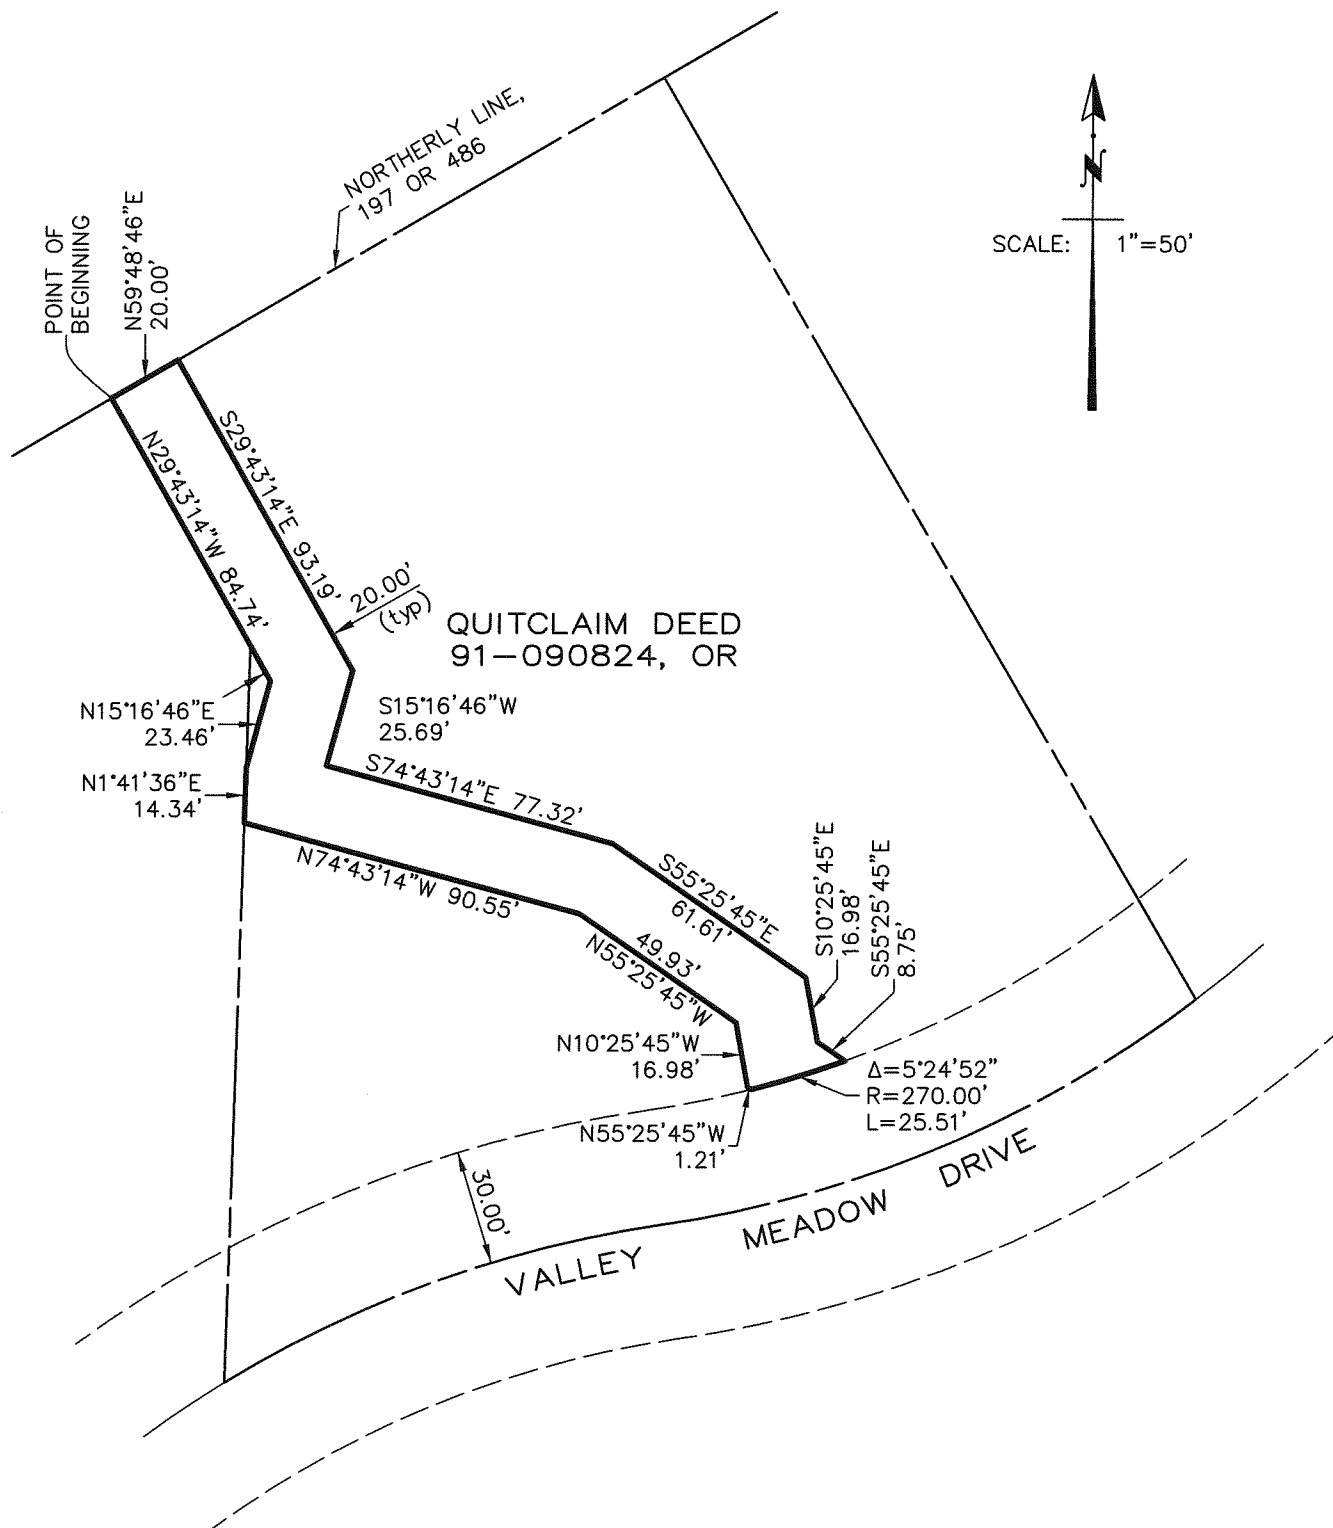 NORTHERLY LINE,
197 OR 486
POINT OF
BEGINNING
N59°48'46"E
20.00'
N
SCALE: 1"=50'
N29°43'14"W 84.74'
S29°43'14"E 93.19'
20.00'
(typ)
QUITCLAIM DEED
91-090824, OR
N15°16'46"E
23.46'
S15°16'46"W
25.69'
N1°41'36"E
14.34'
S74°43'14"E 77.32'
N74°43'14"W 90.55'
S55°25'45"E
61.61'
S10°25'45"E
16.98'
S55°25'45"E
8.75'
49.93'
N55°25'45"W
N10°25'45"W
16.98'
Δ=5°24'52"
R=270.00'
L=25.51'
N55°25'45"W
1.21'
30.00'
VALLEY MEADOW DRIVE